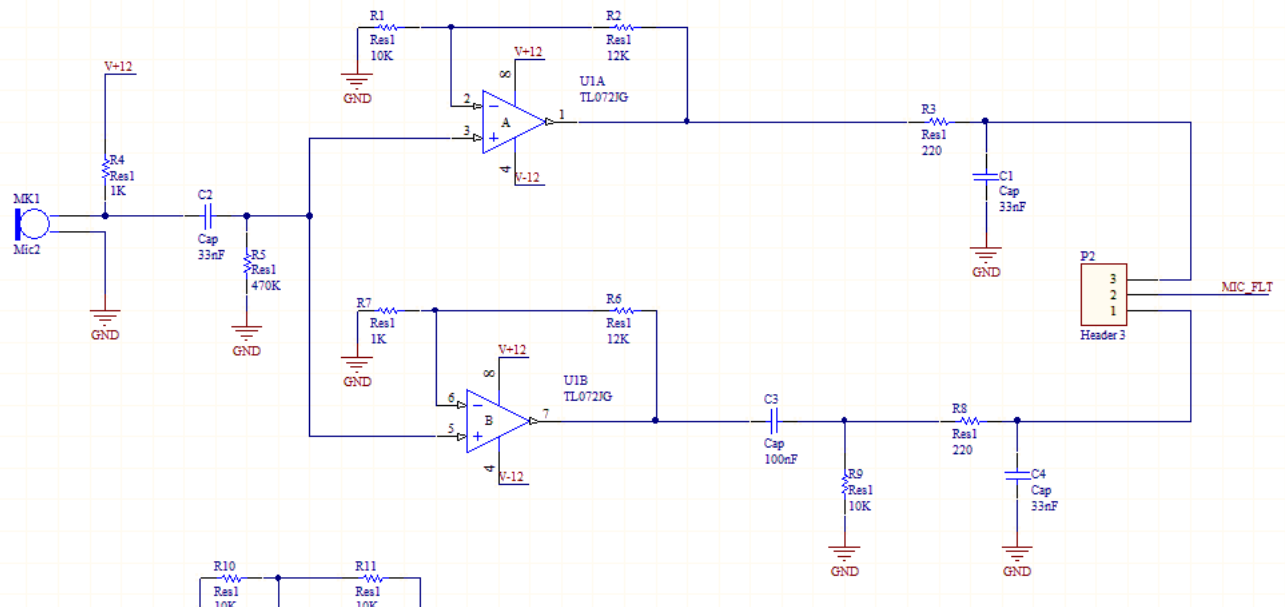 R1
Res1
10K
GND
R2
Res1
12K
V+12
8
U1A
TL072JG
2
3
A
1
4
V-12
V+12
R4
Res1
1K
MK1
Mic2
GND
C2
Cap
33nF
R5
Res1
470K
GND
R3
Res1
220
C1
Cap
33nF
GND
P2
3
2
1
Header 3
MIC_FLT
R7
Res1
1K
GND
R6
Res1
12K
V+12
8
U1B
TL072JG
6
5
B
7
4
V-12
C3
Cap
100nF
R9
Res1
10K
GND
R8
Res1
220
C4
Cap
33nF
GND
R10
Res1
10K
R11
Res1
10K